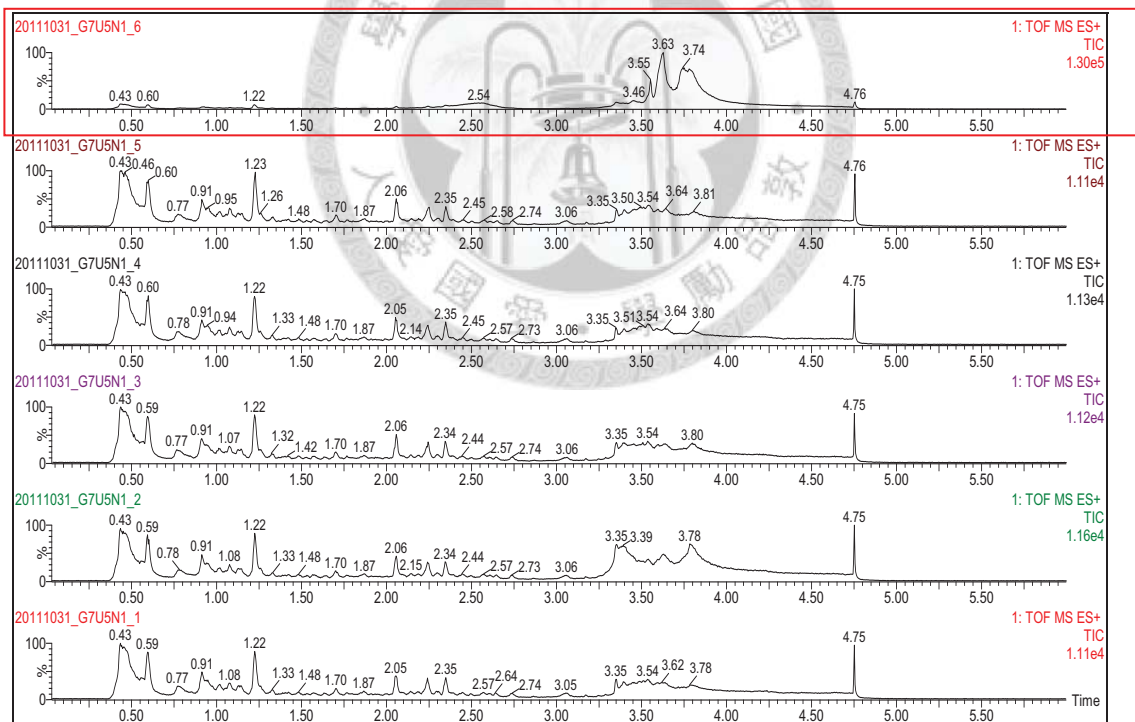 20111031_G7U5N1_6
1: TOF MS ES+
TIC
1.30e5
100
%
0
0.43 0.60 1.22 2.54 3.46 3.55 3.63 3.74 4.76
0.50 1.00 1.50 2.00 2.50 3.00 3.50 4.00 4.50 5.00 5.50
20111031_G7U5N1_5
1: TOF MS ES+
TIC
1.11e4
100
%
0
0.43 0.46 0.60 0.77 0.91 0.95 1.23 1.26 1.48 1.70 1.87 2.06 2.35 2.45 2.58 2.74 3.06 3.35 3.50 3.54 3.64 3.81 4.76
0.50 1.00 1.50 2.00 2.50 3.00 3.50 4.00 4.50 5.00 5.50
20111031_G7U5N1_4
1: TOF MS ES+
TIC
1.13e4
100
%
0
0.43 0.60 0.78 0.91 0.94 1.22 1.33 1.48 1.70 1.87 2.05 2.14 2.35 2.45 2.57 2.73 3.06 3.35 3.51 3.54 3.64 3.80 4.75
0.50 1.00 1.50 2.00 2.50 3.00 3.50 4.00 4.50 5.00 5.50
20111031_G7U5N1_3
1: TOF MS ES+
TIC
1.12e4
100
%
0
0.43 0.59 0.77 0.91 1.07 1.22 1.32 1.42 1.70 1.87 2.06 2.34 2.44 2.57 2.74 3.06 3.35 3.54 3.80 4.75
0.50 1.00 1.50 2.00 2.50 3.00 3.50 4.00 4.50 5.00 5.50
20111031_G7U5N1_2
1: TOF MS ES+
TIC
1.16e4
100
%
0
0.43 0.59 0.78 0.91 1.08 1.22 1.33 1.48 1.70 1.87 2.06 2.15 2.34 2.44 2.57 2.73 3.06 3.35 3.39 3.78 4.75
0.50 1.00 1.50 2.00 2.50 3.00 3.50 4.00 4.50 5.00 5.50
20111031_G7U5N1_1
1: TOF MS ES+
TIC
1.11e4
100
%
0
0.43 0.59 0.77 0.91 1.08 1.22 1.33 1.48 1.70 1.87 2.05 2.35 2.57 2.64 2.74 3.05 3.35 3.54 3.62 3.78 4.75
Time
0.50 1.00 1.50 2.00 2.50 3.00 3.50 4.00 4.50 5.00 5.50